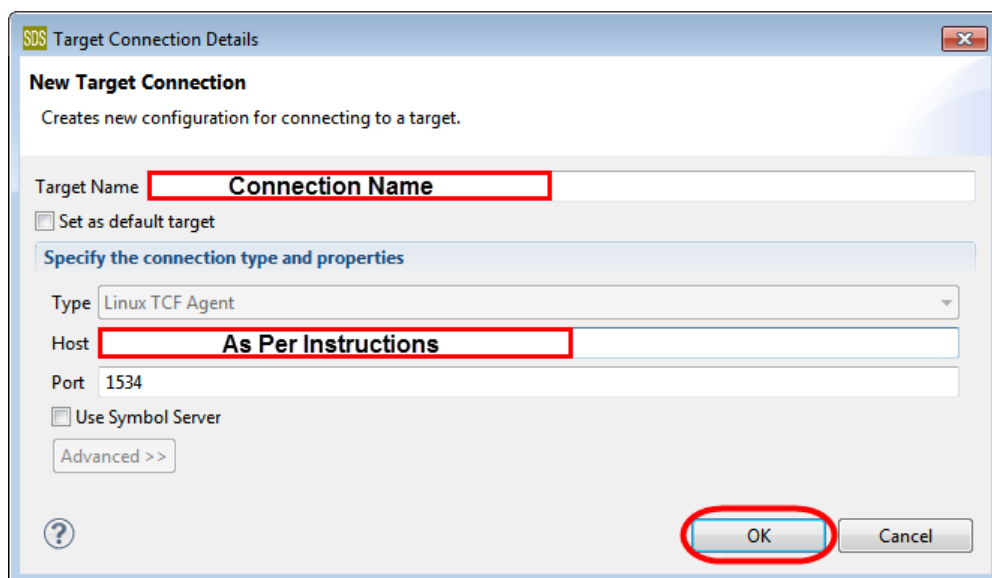 SDS Target Connection Details
New Target Connection
Creates new configuration for connecting to a target.
Target Name Connection Name
Set as default target
Specify the connection type and properties
Type Linux TCF Agent
Host As Per Instructions
Port 1534
Use Symbol Server
Advanced >>
? OK Cancel